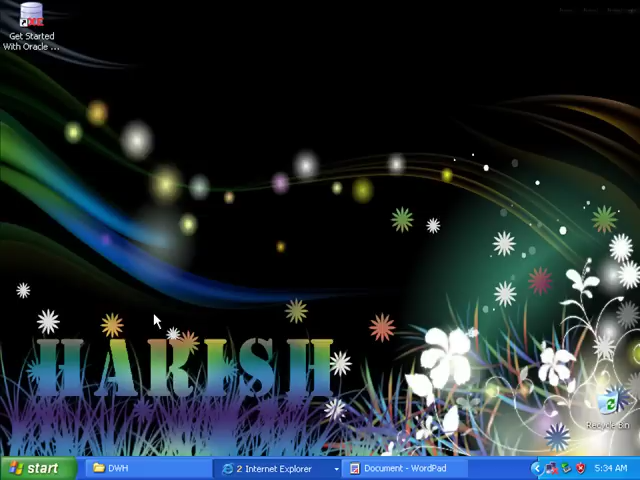 Get Started
With Oracle ...
HARISH
Recycle Bin
start
DWH
2 Internet Explorer
Document - WordPad
5:34 AM